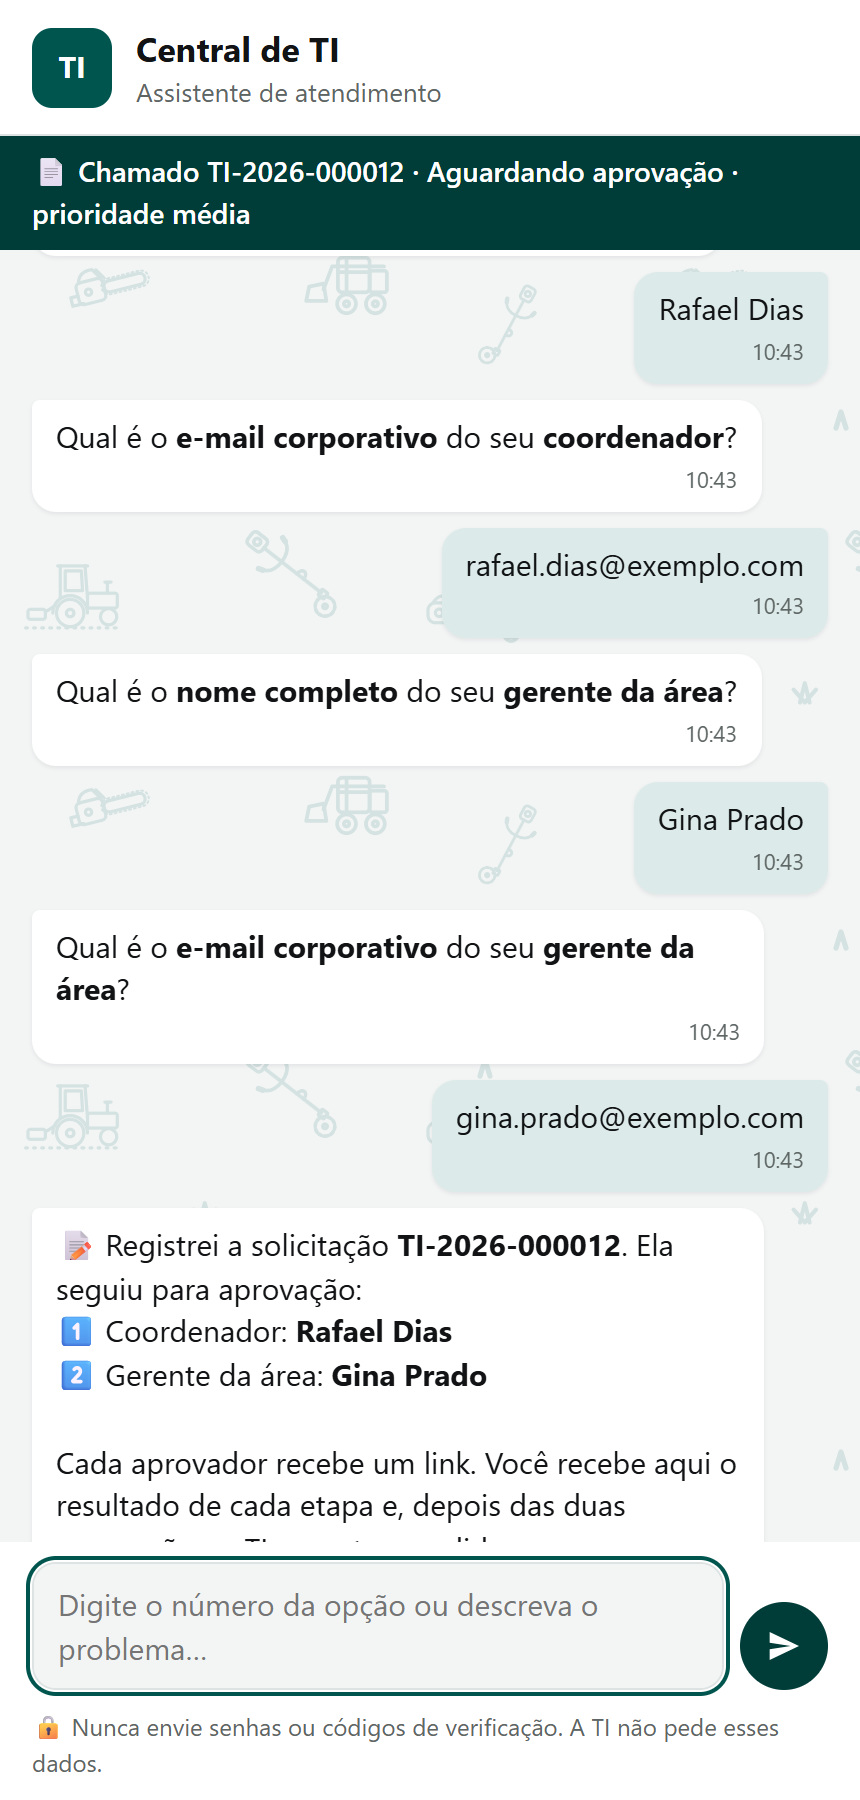 TI
Central de TI
Assistente de atendimento
📄 Chamado TI-2026-000012 · Aguardando aprovação ·
prioridade média
Rafael Dias
10:43
Qual é o e-mail corporativo do seu coordenador?
10:43
rafael.dias@exemplo.com
10:43
Qual é o nome completo do seu gerente da área?
10:43
Gina Prado
10:43
Qual é o e-mail corporativo do seu gerente da
área?
10:43
gina.prado@exemplo.com
10:43
📝 Registrei a solicitação TI-2026-000012. Ela
seguiu para aprovação:
1️⃣ Coordenador: Rafael Dias
2️⃣ Gerente da área: Gina Prado
Cada aprovador recebe um link. Você recebe aqui o
resultado de cada etapa e, depois das duas
Digite o número da opção ou descreva o
problema...
🔒 Nunca envie senhas ou códigos de verificação. A TI não pede esses
dados.